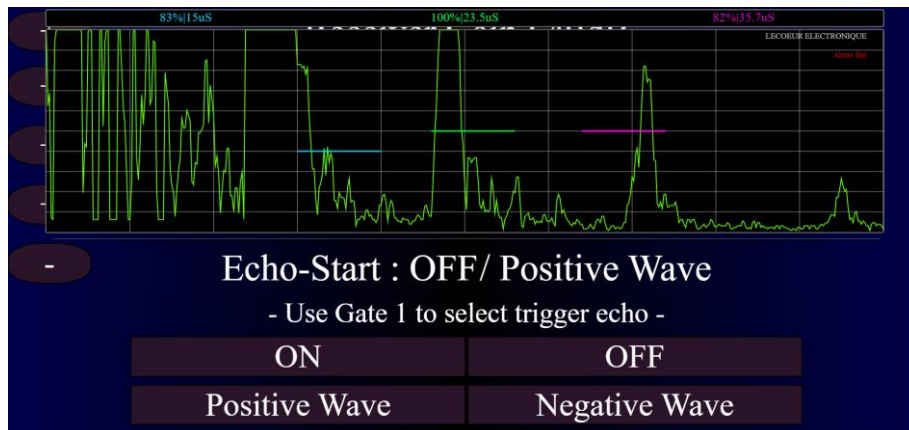 83%|15uS 100%|23.5uS 82%|35.7uS
LECOEUR ELECTRONIQUE
-
-
-
-
-
Echo-Start : OFF/ Positive Wave
- Use Gate 1 to select trigger echo -
ON OFF
Positive Wave Negative Wave